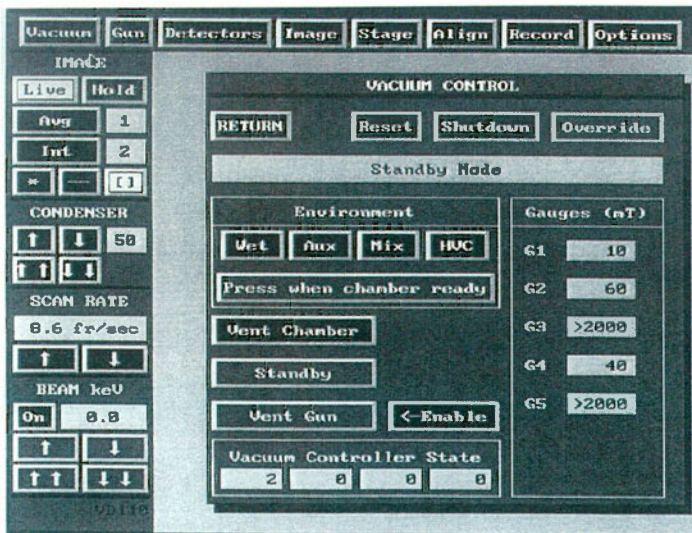 Vacuum Gun Detectors Image Stage Align Record Options
IMAGE
Live Hold
Avg 1
Int 2
* — []
CONDENSER
↑ ↓ 50
↑↑ ↓↓
SCAN RATE
8.6 fr/sec
↑ ↓
BEAM keV
On 0.0
↑ ↓
↑↑ ↓↓
VD110
VACUUM CONTROL
RETURN Reset Shutdown Override
Standby Mode
Environment
Wet Aux Mix HVC
Press when chamber ready
Vent Chamber
Standby
Vent Gun <-Enable
Vacuum Controller State
2 0 0 0
Gauges (mT)
G1 10
G2 60
G3 >2000
G4 40
G5 >2000